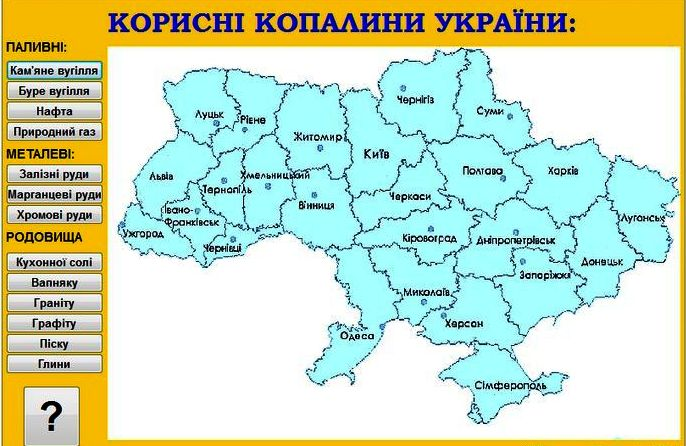 КОРИСНІ КОПАЛИНИ УКРАЇНИ:
ПАЛИВНІ:
Кам'яне вугілля
Буре вугілля
Нафта
Природний газ
МЕТАЛЕВІ:
Залізні руди
Марганцеві руди
Хромові руди
РОДОВИЩА
Кухонної солі
Вапняку
Граніту
Графіту
Піску
Глини
?
Чернігів
Луцьк
Рівне
Суми
Житомир
Київ
Львів
Тернопіль
Хмельницький
Полтава
Харків
Вінниця
Черкаси
Івано-
Франківськ
Луганськ
Ужгород
Чернівці
Кіровоград
Дніпропетрівськ
Донецьк
Запоріжжя
Миколаїв
Херсон
Одеса
Сімферополь